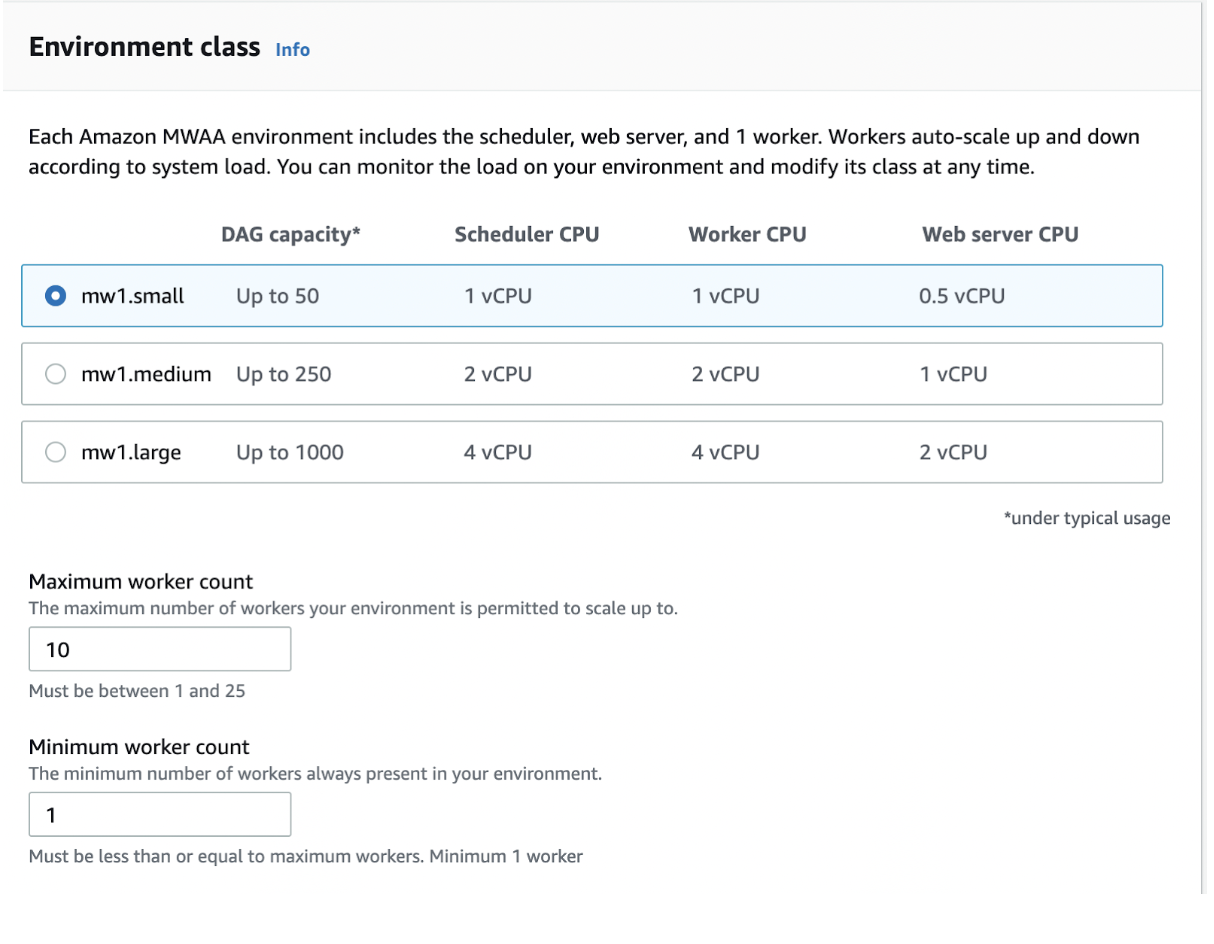 Environment class Info
Each Amazon MWAA environment includes the scheduler, web server, and 1 worker. Workers auto-scale up and down
according to system load. You can monitor the load on your environment and modify its class at any time.
DAG capacity* Scheduler CPU Worker CPU Web server CPU
mw1.small Up to 50 1 vCPU 1 vCPU 0.5 vCPU
mw1.medium Up to 250 2 vCPU 2 vCPU 1 vCPU
mw1.large Up to 1000 4 vCPU 4 vCPU 2 vCPU
*under typical usage
Maximum worker count
The maximum number of workers your environment is permitted to scale up to.
10
Must be between 1 and 25
Minimum worker count
The minimum number of workers always present in your environment.
1
Must be less than or equal to maximum workers. Minimum 1 worker